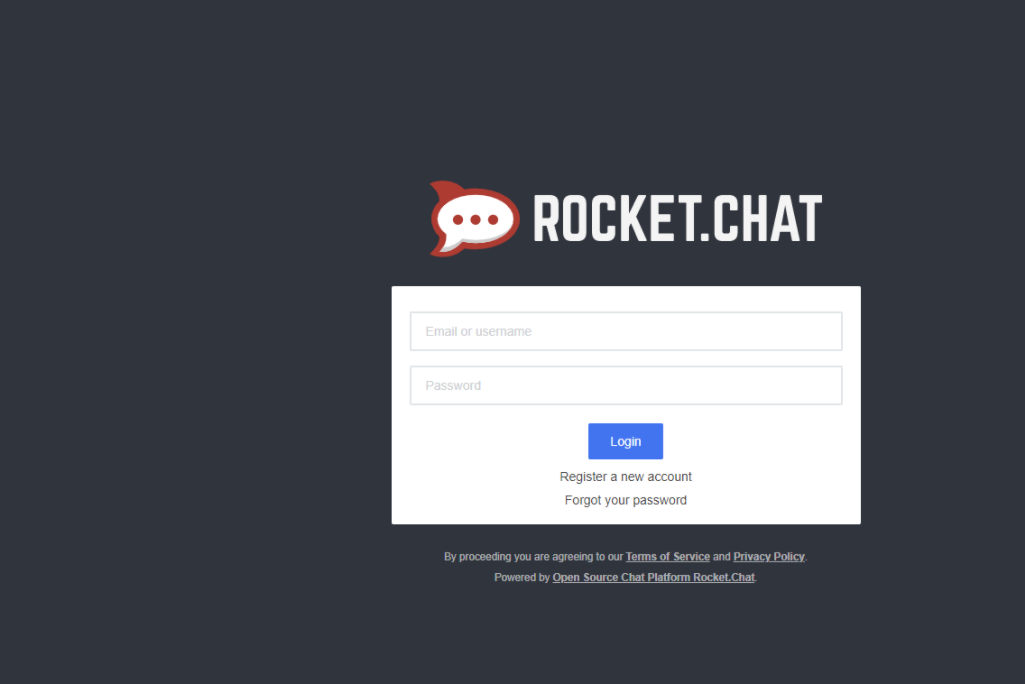 ROCKET.CHAT
Email or username
Password
Login
Register a new account
Forgot your password
By proceeding you are agreeing to our Terms of Service and Privacy Policy.
Powered by Open Source Chat Platform Rocket.Chat.